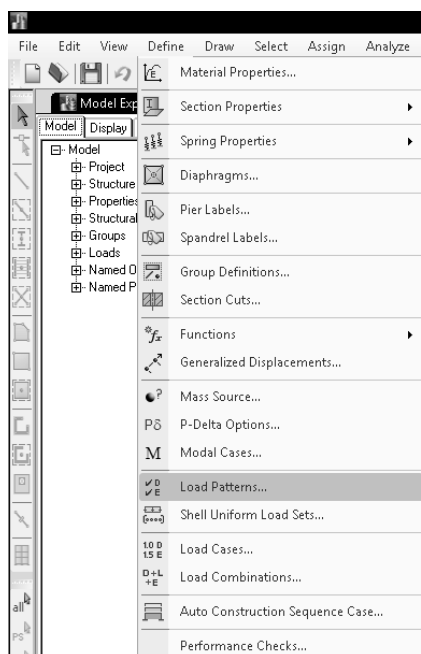 File Edit View Define Draw Select Assign Analyze
Model Exp
Model Display
Model
Project
Structure
Properties
Structural
Groups
Loads
Named O
Named P
all
PS
E Material Properties...
Section Properties
Spring Properties
Diaphragms...
Pier Labels...
Spandrel Labels...
Group Definitions...
Section Cuts...
fx Functions
Generalized Displacements...
? Mass Source...
Pδ P-Delta Options...
M Modal Cases...
✓D
✓E Load Patterns...
Shell Uniform Load Sets...
1.0 D
1.5 E Load Cases...
D+L
+E Load Combinations...
Auto Construction Sequence Case...
Performance Checks...